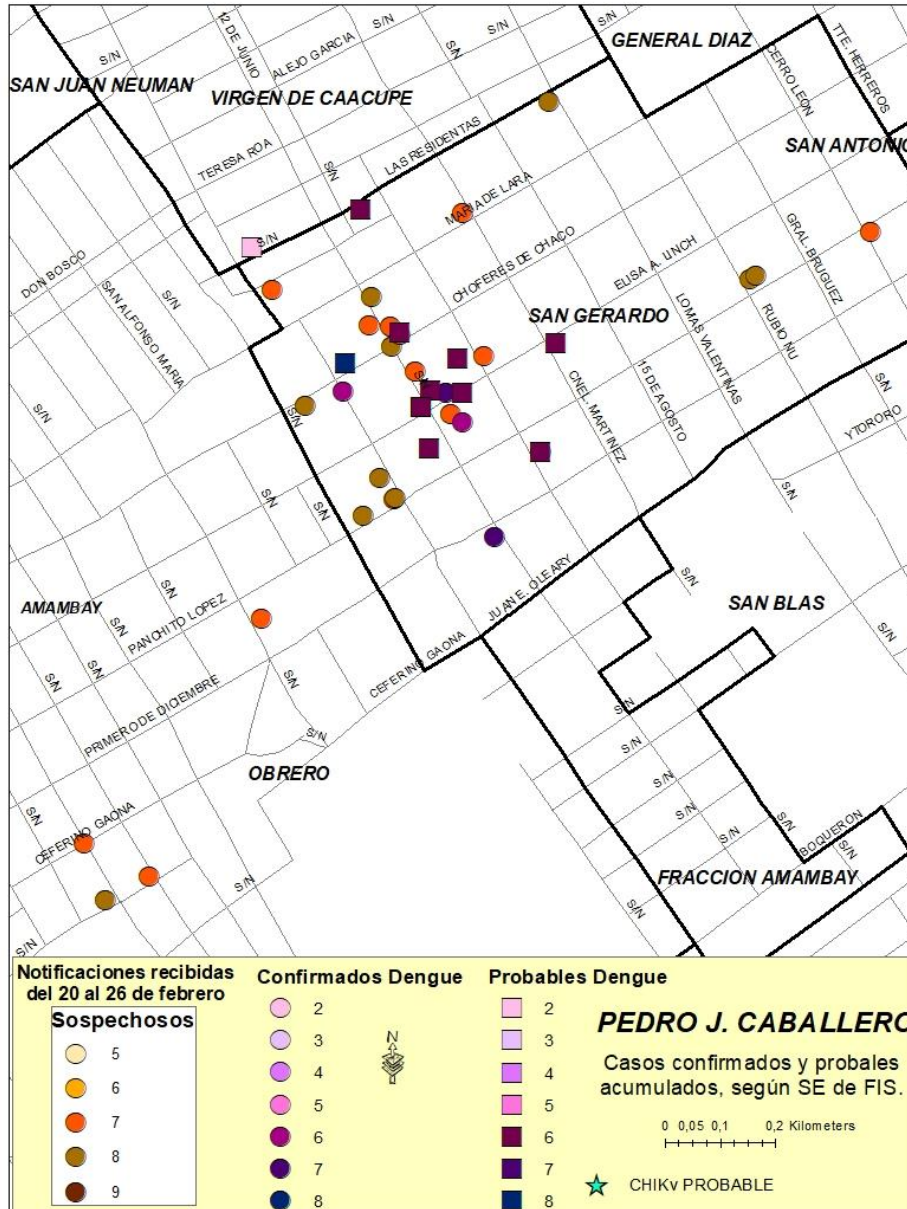 S/N
12 DE JUNIO
S/N
GENERAL DIAZ
TTE. HERREROS
S/N
ALEJO GARCIA
CERRO LEON
SAN JUAN NEUMAN
VIRGEN DE CAACUPE
LAS RESIDENTAS
SAN ANTONIO
TERESA ROA
S/N
MARIA DE LARA
GRAL. BRUGUEZ
S/N
DON BOSCO
CHOFERES DE CHACO
ELISA A. LINCH
SAN ALFONSO MARIA
S/N
SAN GERARDO
LOMAS VALENTINAS
RUBIO NU
S/N
S/N
S/N
S/N
CNEL. MARTINEZ
15 DE AGOSTO
YTORORO
S/N
S/N
S/N
S/N
S/N
JUAN E. O LEARY
S/N
AMAMBAY
S/N
PANCHITO LOPEZ
SAN BLAS
S/N
S/N
CEFERINO GAONA
S/N
PRIMERO DE DICIEMBRE
S/N
S/N
S/N
OBRERO
S/N
S/N
CEFERINO GAONA
S/N
BOQUERON
S/N
S/N
FRACCION AMAMBAY
S/N
S/N
Notificaciones recibidas
del 20 al 26 de febrero
Sospechosos
5
6
7
8
9
Confirmados Dengue
2
3
4
5
6
7
8
N
Probables Dengue
2
3
4
5
6
7
8
PEDRO J. CABALLERO
Casos confirmados y probales
acumulados, según SE de FIS.
0 0,05 0,1 0,2 Kilometers
CHIKv PROBABLE